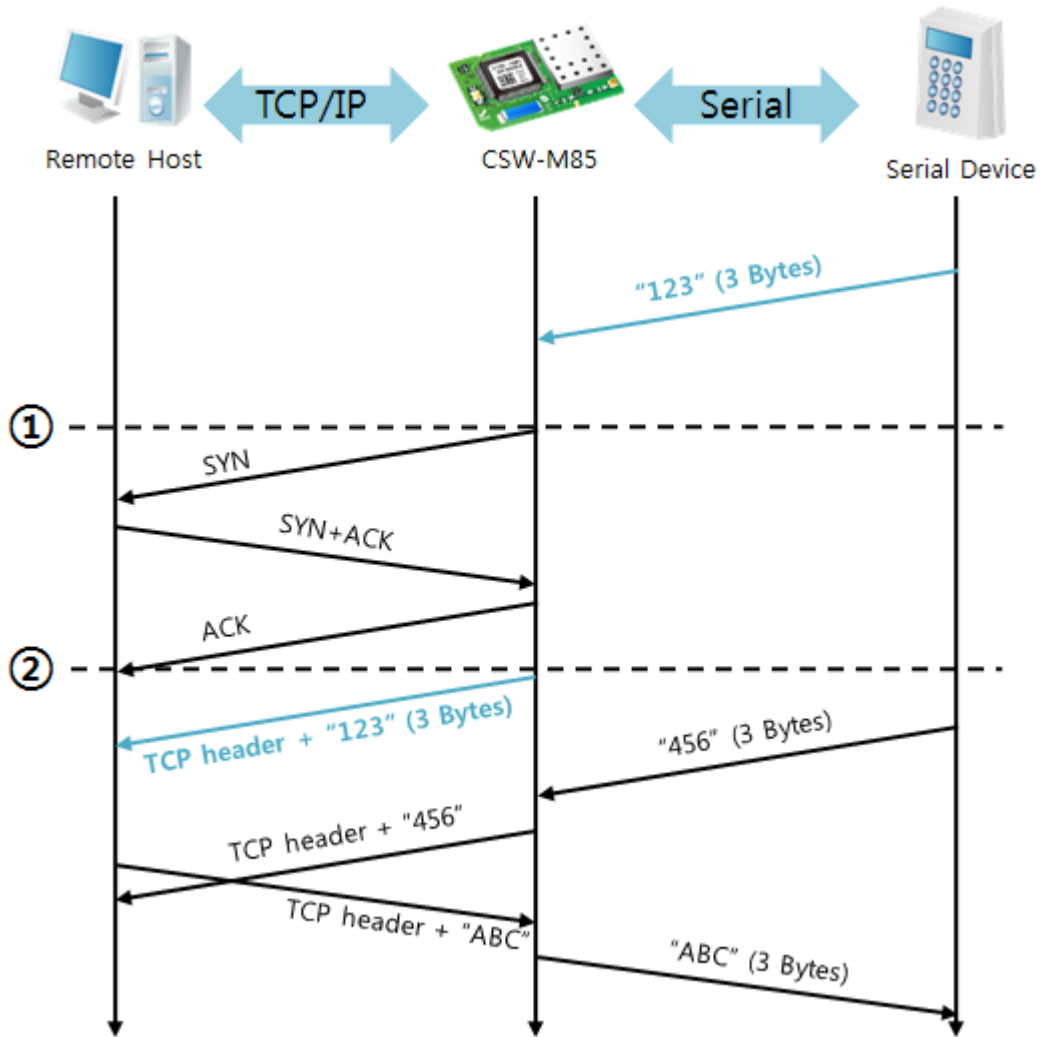 TCP/IP
Serial
Remote Host
CSW-M85
Serial Device
“123” (3 Bytes)
①
SYN
SYN+ACK
ACK
②
TCP header + “123” (3 Bytes)
“456” (3 Bytes)
TCP header + “456”
TCP header + “ABC”
“ABC” (3 Bytes)